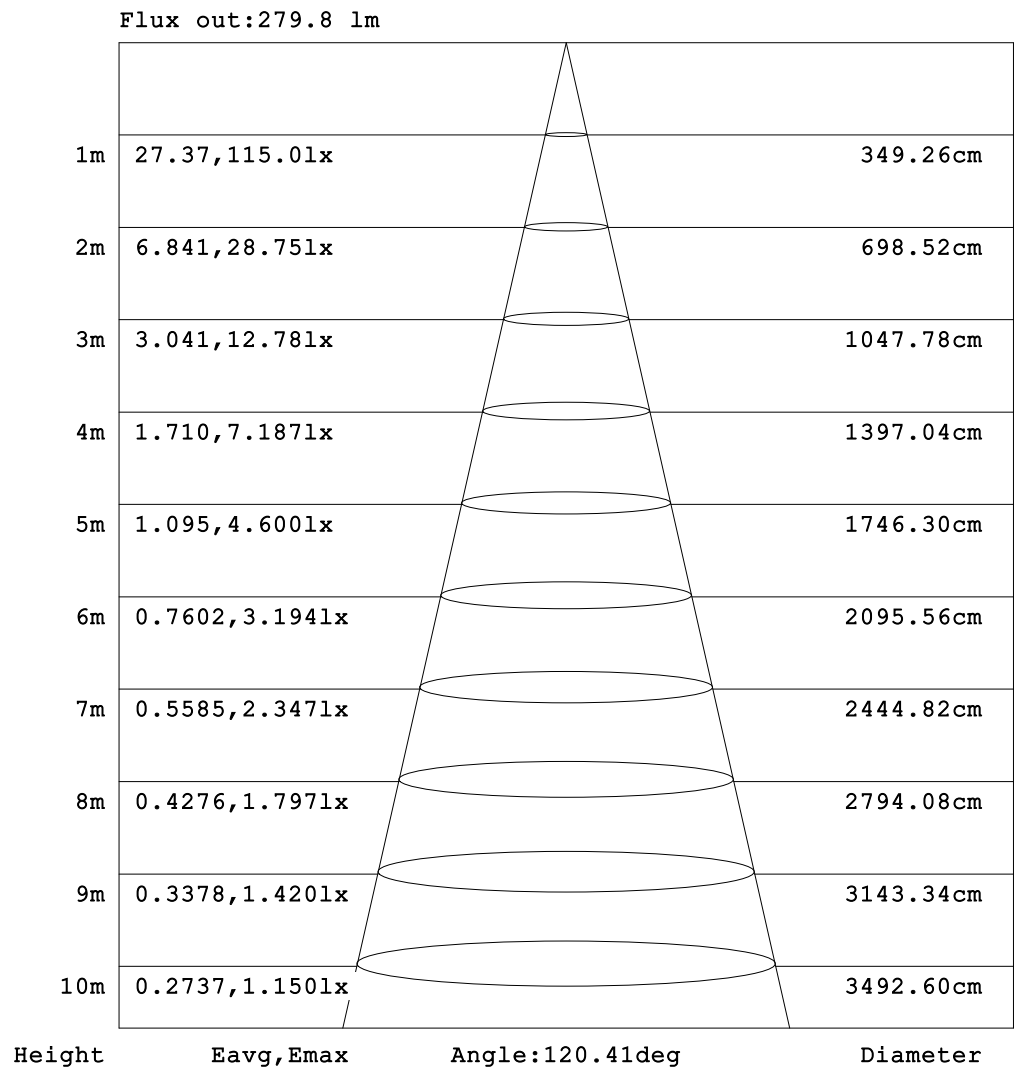 Flux out:279.8 lm
1m 27.37,115.0lx 349.26cm
2m 6.841,28.75lx 698.52cm
3m 3.041,12.78lx 1047.78cm
4m 1.710,7.187lx 1397.04cm
5m 1.095,4.600lx 1746.30cm
6m 0.7602,3.194lx 2095.56cm
7m 0.5585,2.347lx 2444.82cm
8m 0.4276,1.797lx 2794.08cm
9m 0.3378,1.420lx 3143.34cm
10m 0.2737,1.150lx 3492.60cm
Height Eavg,Emax Angle:120.41deg Diameter